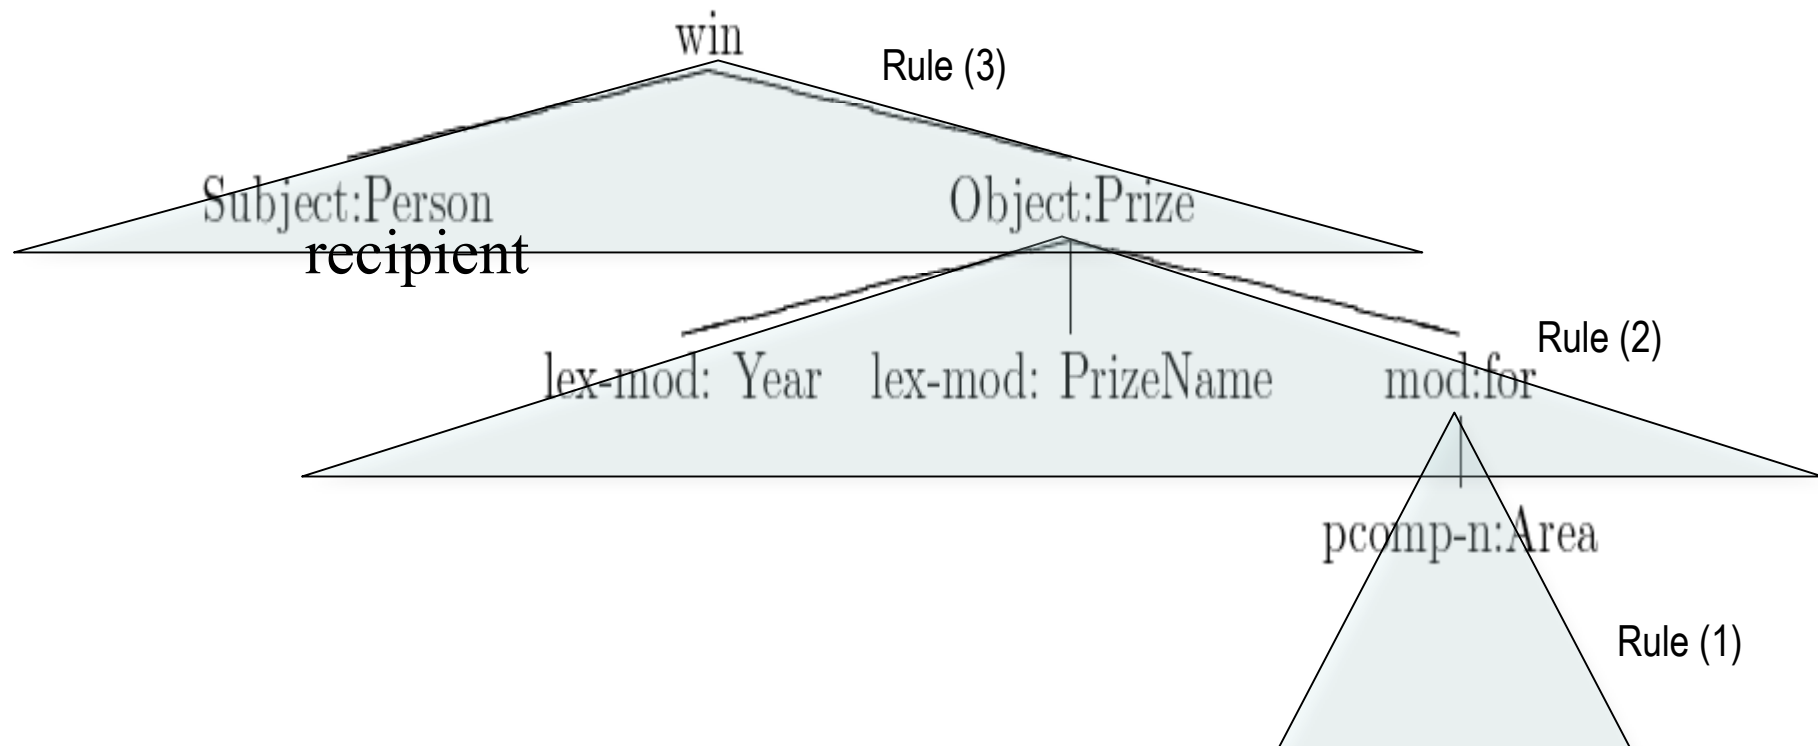 win
Rule (3)
Subject:Person
Object:Prize
recipient
Rule (2)
lex-mod: Year
lex-mod: PrizeName
mod:for
pcomp-n:Area
Rule (1)